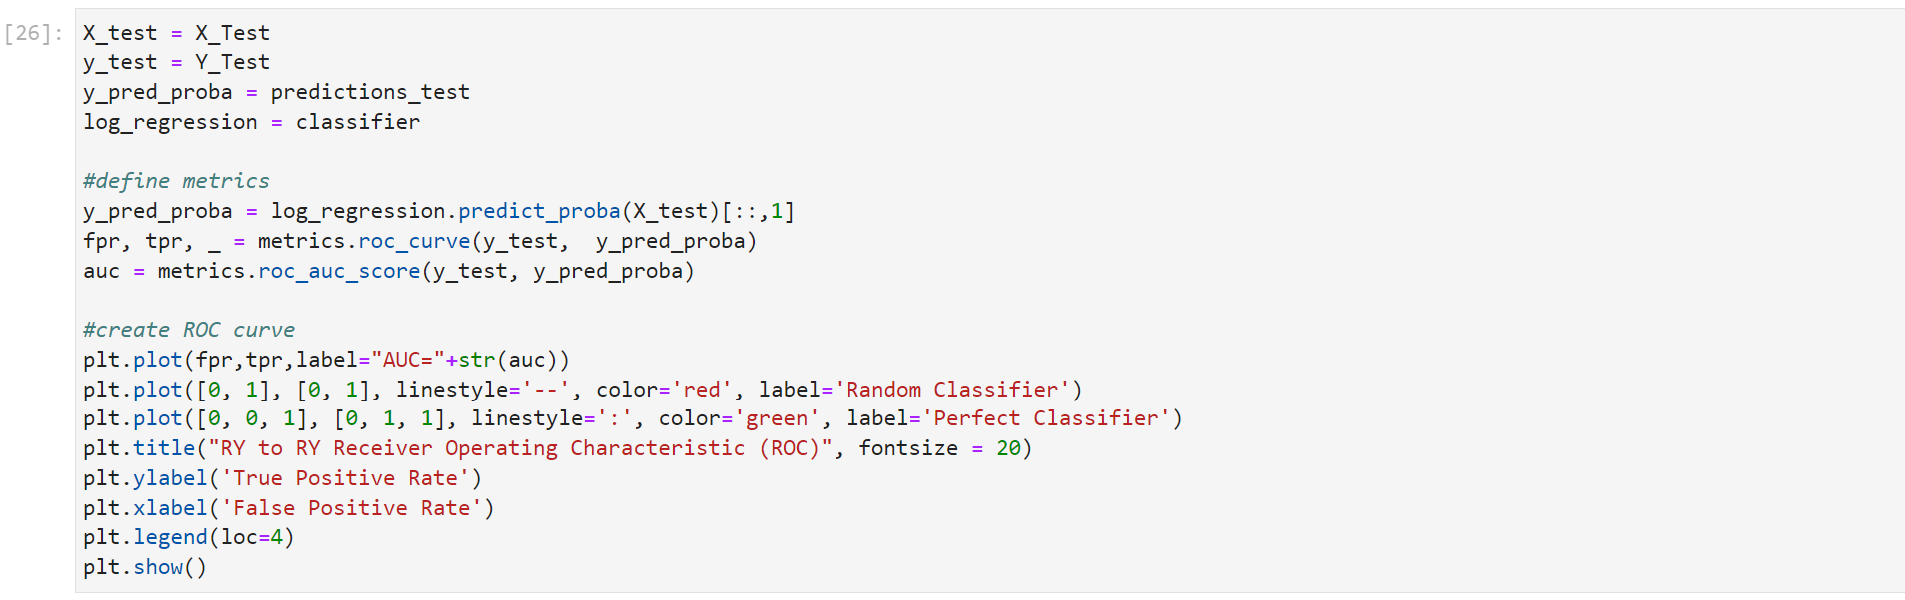 [26]:
X_test = X_Test
y_test = Y_Test
y_pred_proba = predictions_test
log_regression = classifier
#define metrics
y_pred_proba = log_regression.predict_proba(X_test)[::,1]
fpr, tpr, _ = metrics.roc_curve(y_test,  y_pred_proba)
auc = metrics.roc_auc_score(y_test, y_pred_proba)
#create ROC curve
plt.plot(fpr,tpr,label="AUC="+str(auc))
plt.plot([0, 1], [0, 1], linestyle='--', color='red', label='Random Classifier')
plt.plot([0, 0, 1], [0, 1, 1], linestyle=':', color='green', label='Perfect Classifier')
plt.title("RY to RY Receiver Operating Characteristic (ROC)", fontsize = 20)
plt.ylabel('True Positive Rate')
plt.xlabel('False Positive Rate')
plt.legend(loc=4)
plt.show()